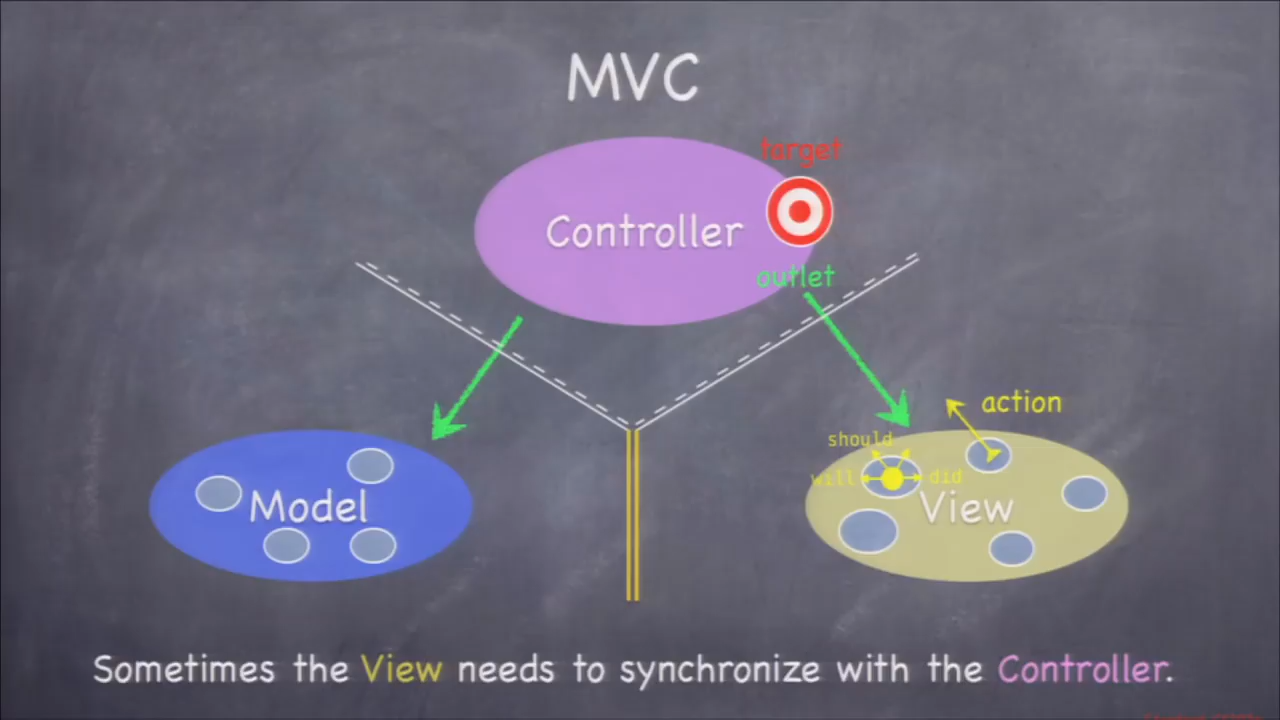 MVC
target
Controller
outlet
action
should
will
did
Model
View
Sometimes the View needs to synchronize with the Controller.